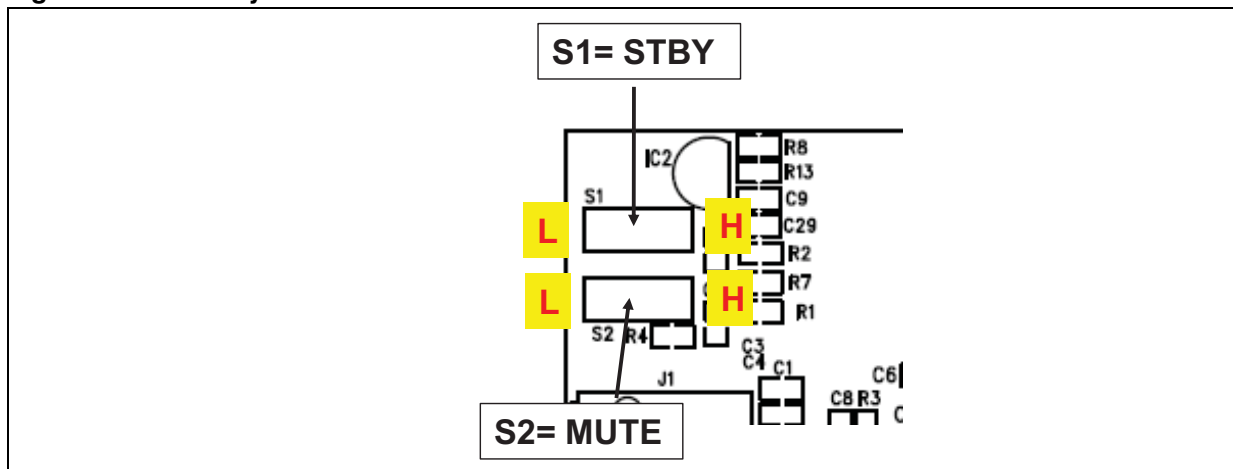 S1= STBY
IC2
R8
R13
S1
C9
L
H
C29
R2
L
H
R7
R1
S2 R4
C3
C4 C1
J1
C6
C8 R3
S2= MUTE